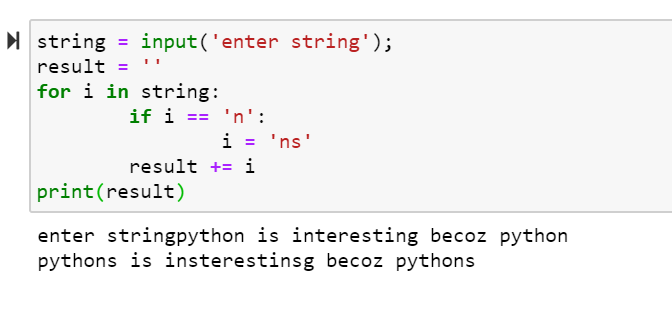 string = input('enter string');
result = ''
for i in string:
        if i == 'n':
                i = 'ns'
        result += i
print(result)
enter stringpython is interesting becoz python
pythons is insterestinsg becoz pythons